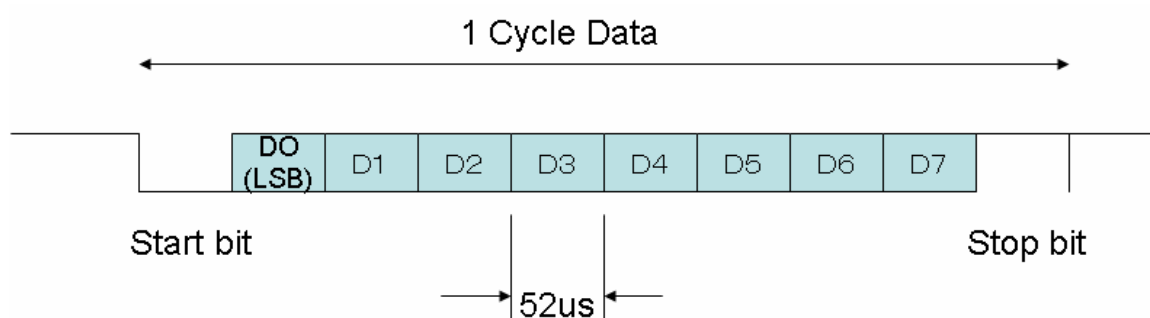 1 Cycle Data
DO
(LSB)
D1
D2
D3
D4
D5
D6
D7
Start bit
Stop bit
52us